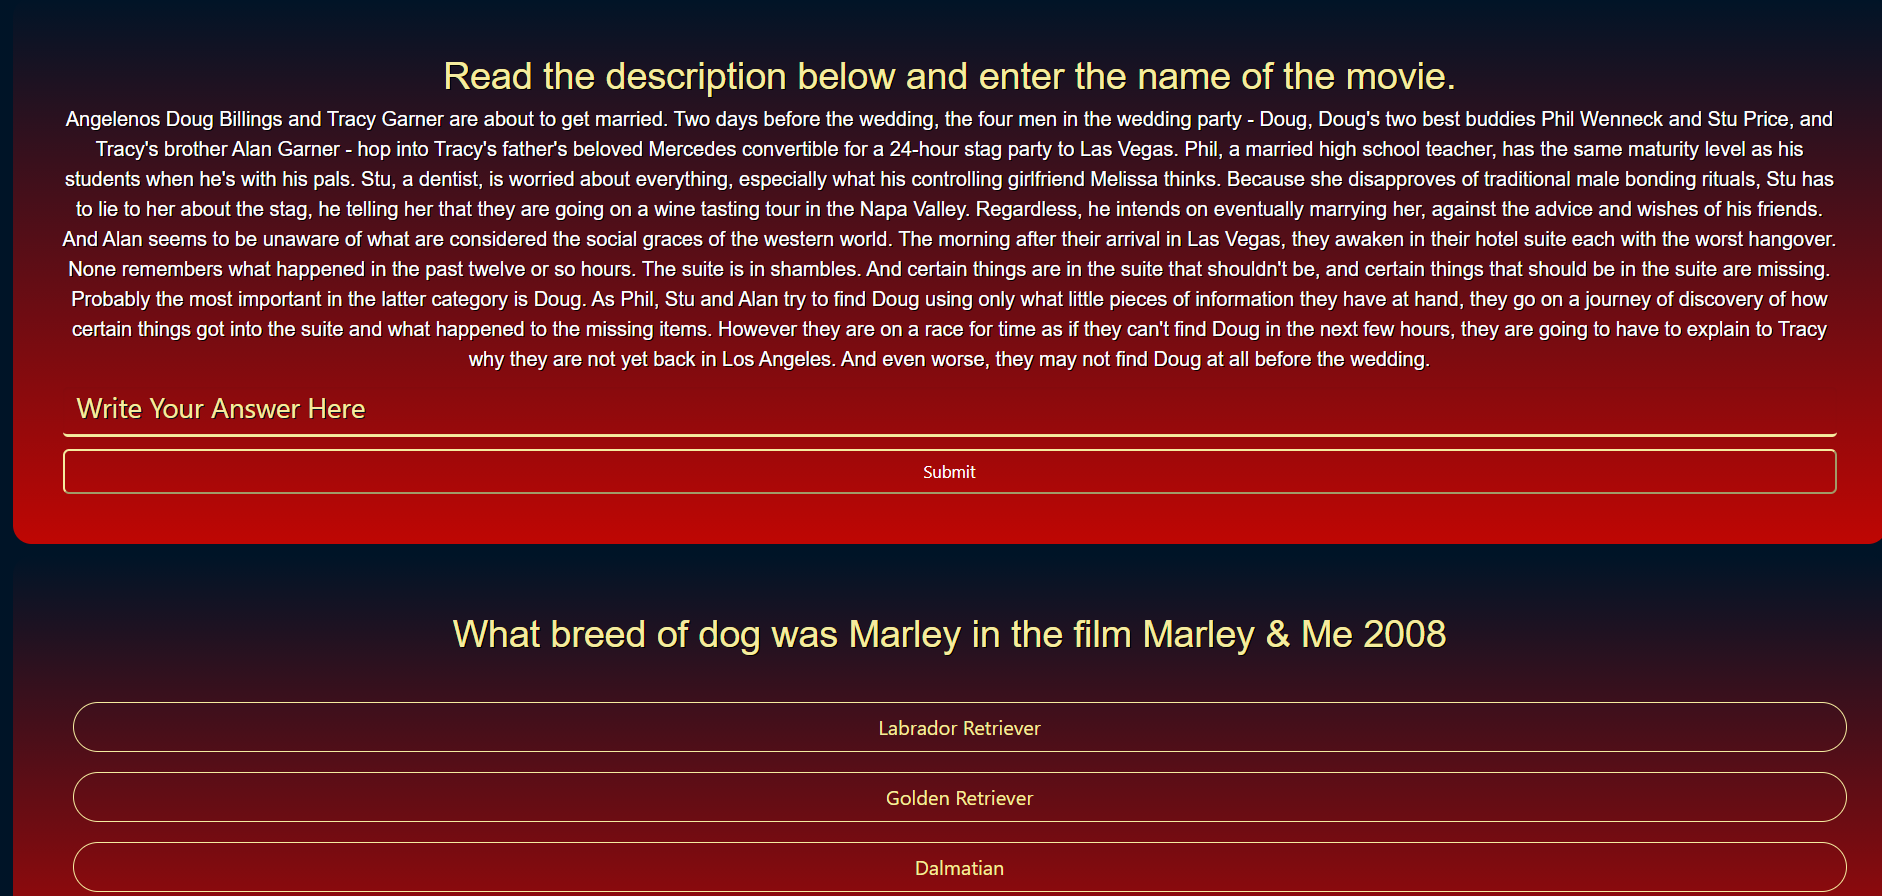 Read the description below and enter the name of the movie.
Angelenos Doug Billings and Tracy Garner are about to get married. Two days before the wedding, the four men in the wedding party - Doug, Doug's two best buddies Phil Wenneck and Stu Price, and
Tracy's brother Alan Garner - hop into Tracy's father's beloved Mercedes convertible for a 24-hour stag party to Las Vegas. Phil, a married high school teacher, has the same maturity level as his
students when he's with his pals. Stu, a dentist, is worried about everything, especially what his controlling girlfriend Melissa thinks. Because she disapproves of traditional male bonding rituals, Stu has
to lie to her about the stag, he telling her that they are going on a wine tasting tour in the Napa Valley. Regardless, he intends on eventually marrying her, against the advice and wishes of his friends.
And Alan seems to be unaware of what are considered the social graces of the western world. The morning after their arrival in Las Vegas, they awaken in their hotel suite each with the worst hangover.
None remembers what happened in the past twelve or so hours. The suite is in shambles. And certain things are in the suite that shouldn't be, and certain things that should be in the suite are missing.
Probably the most important in the latter category is Doug. As Phil, Stu and Alan try to find Doug using only what little pieces of information they have at hand, they go on a journey of discovery of how
certain things got into the suite and what happened to the missing items. However they are on a race for time as if they can't find Doug in the next few hours, they are going to have to explain to Tracy
why they are not yet back in Los Angeles. And even worse, they may not find Doug at all before the wedding.
Write Your Answer Here
Submit
What breed of dog was Marley in the film Marley & Me 2008
Labrador Retriever
Golden Retriever
Dalmatian